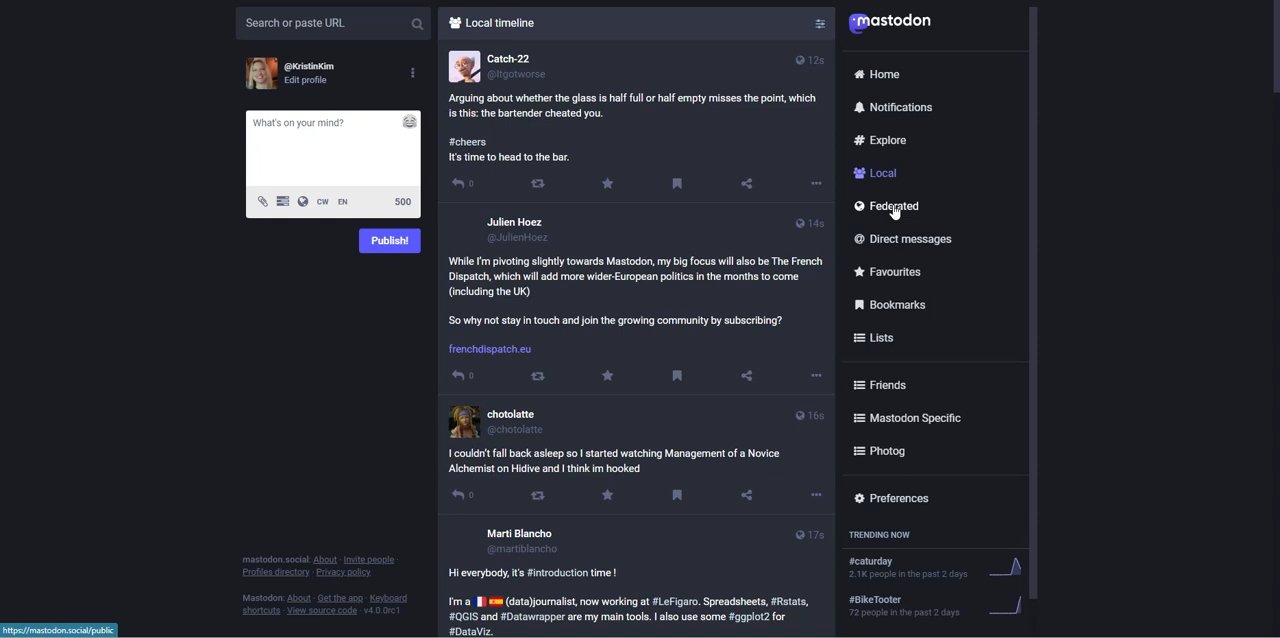 Search or paste URL
@KristinKim
Edit profile
What's on your mind?
CW EN 500
Publish!
mastodon.social: About · Invite people ·
Profiles directory · Privacy policy
Mastodon: About · Get the app · Keyboard
shortcuts · View source code · v4.0.0rc1
https://mastodon.social/public
Local timeline
Catch-22
@Itgotworse
12s
Arguing about whether the glass is half full or half empty misses the point, which
is this: the bartender cheated you.
#cheers
It's time to head to the bar.
0
Julien Hoez
@JulienHoez
14s
While I'm pivoting slightly towards Mastodon, my big focus will also be The French
Dispatch, which will add more wider-European politics in the months to come
(including the UK)
So why not stay in touch and join the growing community by subscribing?
frenchdispatch.eu
0
chotolatte
@chotolatte
16s
I couldn't fall back asleep so I started watching Management of a Novice
Alchemist on Hidive and I think im hooked
0
Marti Blancho
@martiblancho
17s
Hi everybody, it's #introduction time !
I'm a 🇫🇷🇪🇸 (data)journalist, now working at #LeFigaro. Spreadsheets, #Rstats,
#QGIS and #Datawrapper are my main tools. I also use some #ggplot2 for
#DataViz.
mastodon
Home
Notifications
Explore
Local
Federated
Direct messages
Favourites
Bookmarks
Lists
Friends
Mastodon Specific
Photog
Preferences
TRENDING NOW
#caturday
2.1K people in the past 2 days
#BikeTooter
72 people in the past 2 days